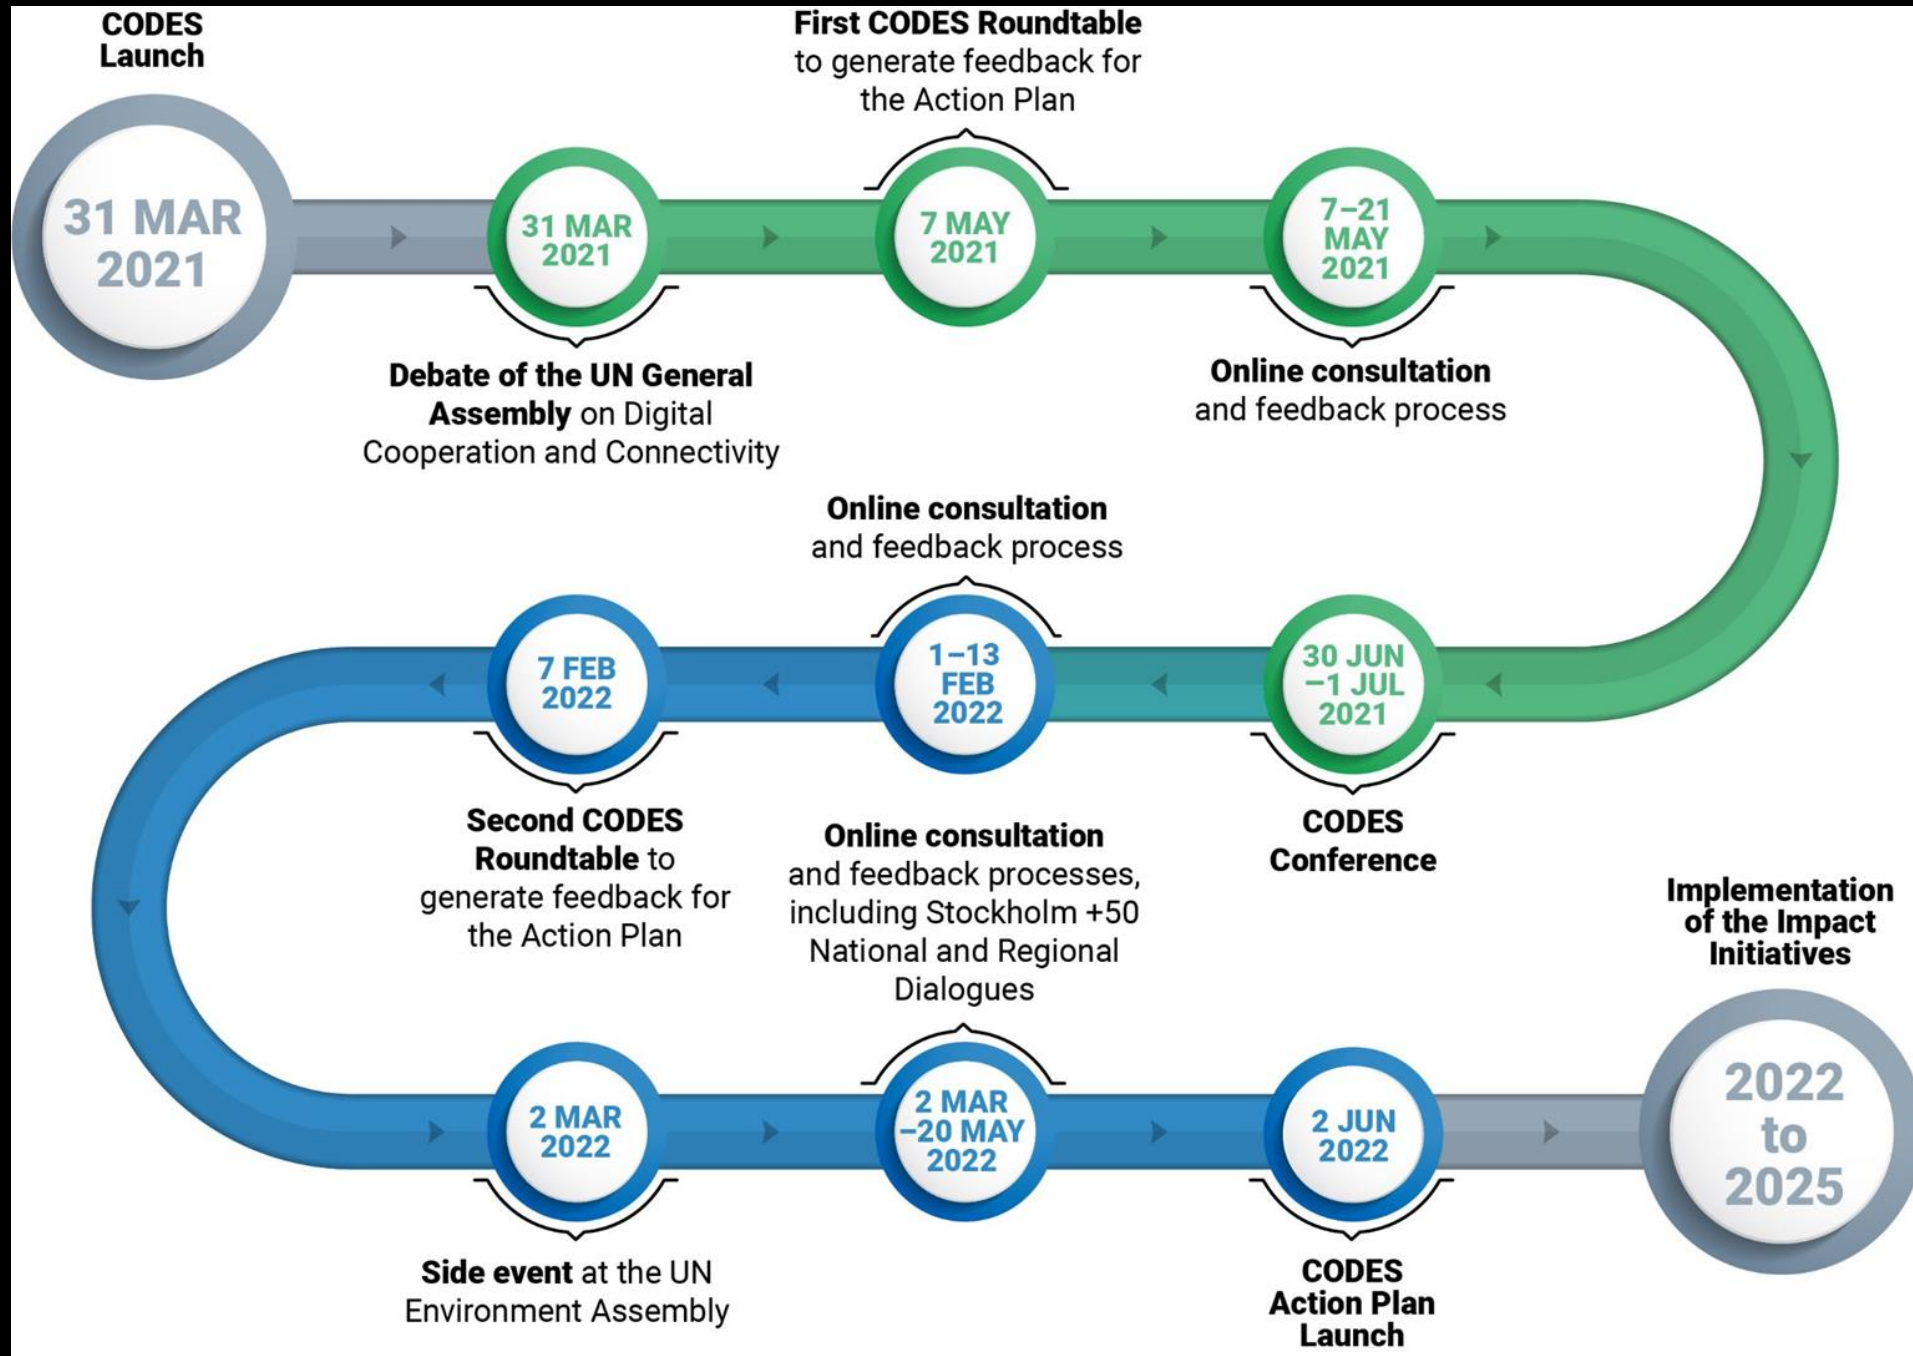 CODES
Launch
31 MAR
2021
31 MAR
2021
Debate of the UN General
Assembly on Digital
Cooperation and Connectivity
First CODES Roundtable
to generate feedback for
the Action Plan
7 MAY
2021
7–21
MAY
2021
Online consultation
and feedback process
30 JUN
–1 JUL
2021
CODES
Conference
Online consultation
and feedback process
1–13
FEB
2022
7 FEB
2022
Second CODES
Roundtable to
generate feedback for
the Action Plan
2 MAR
2022
Side event at the UN
Environment Assembly
Online consultation
and feedback processes,
including Stockholm +50
National and Regional
Dialogues
2 MAR
–20 MAY
2022
2 JUN
2022
CODES
Action Plan
Launch
Implementation
of the Impact
Initiatives
2022
to
2025